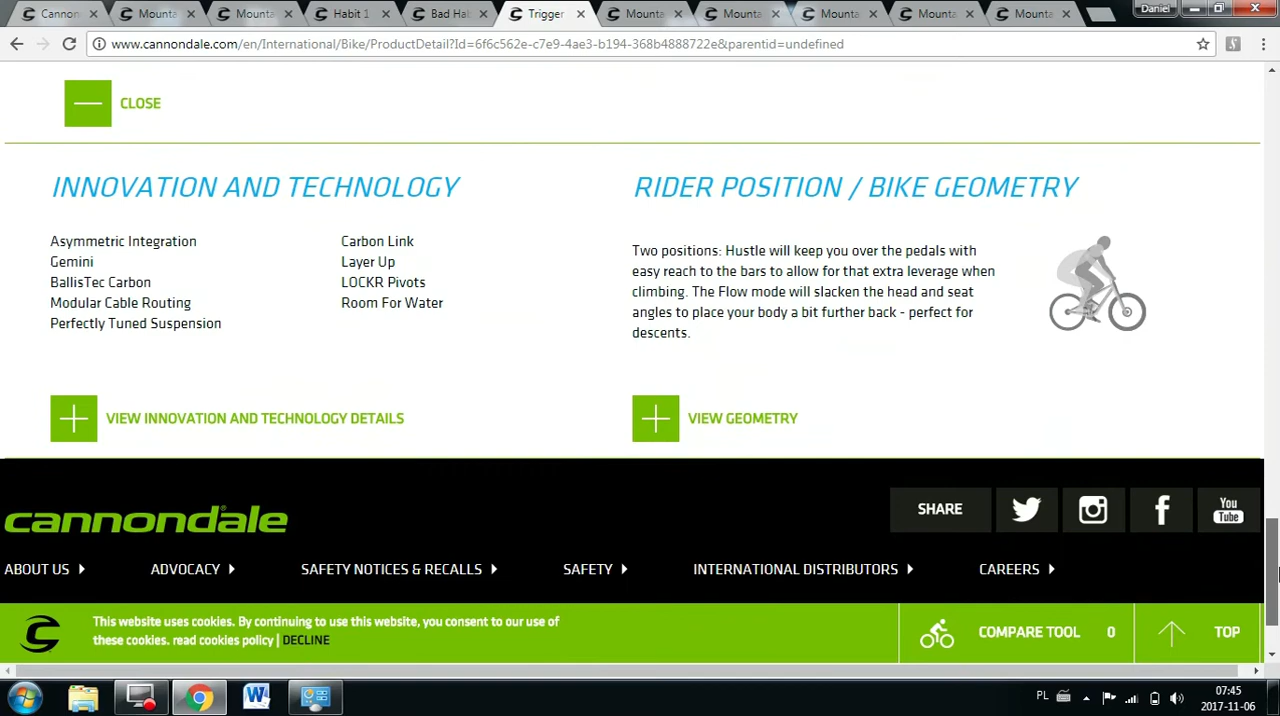 Cannon
Mounta
Mounta
Habit 1
Bad Hab
Trigger
Mounta
Mounta
Mounta
Mounta
Mounta
Daniel
www.cannondale.com/en/International/Bike/ProductDetail?Id=6f6c562e-c7e9-4ae3-b194-368b4888722e&parentid=undefined
CLOSE
INNOVATION AND TECHNOLOGY
Asymmetric Integration
Gemini
BallisTec Carbon
Modular Cable Routing
Perfectly Tuned Suspension
Carbon Link
Layer Up
LOCKR Pivots
Room For Water
VIEW INNOVATION AND TECHNOLOGY DETAILS
RIDER POSITION / BIKE GEOMETRY
Two positions: Hustle will keep you over the pedals with
easy reach to the bars to allow for that extra leverage when
climbing. The Flow mode will slacken the head and seat
angles to place your body a bit further back - perfect for
descents.
VIEW GEOMETRY
cannondale
SHARE
You
Tube
ABOUT US
ADVOCACY
SAFETY NOTICES & RECALLS
SAFETY
INTERNATIONAL DISTRIBUTORS
CAREERS
This website uses cookies. By continuing to use this website, you consent to our use of
these cookies. read cookies policy | DECLINE
COMPARE TOOL 0
TOP
PL
07:45
2017-11-06